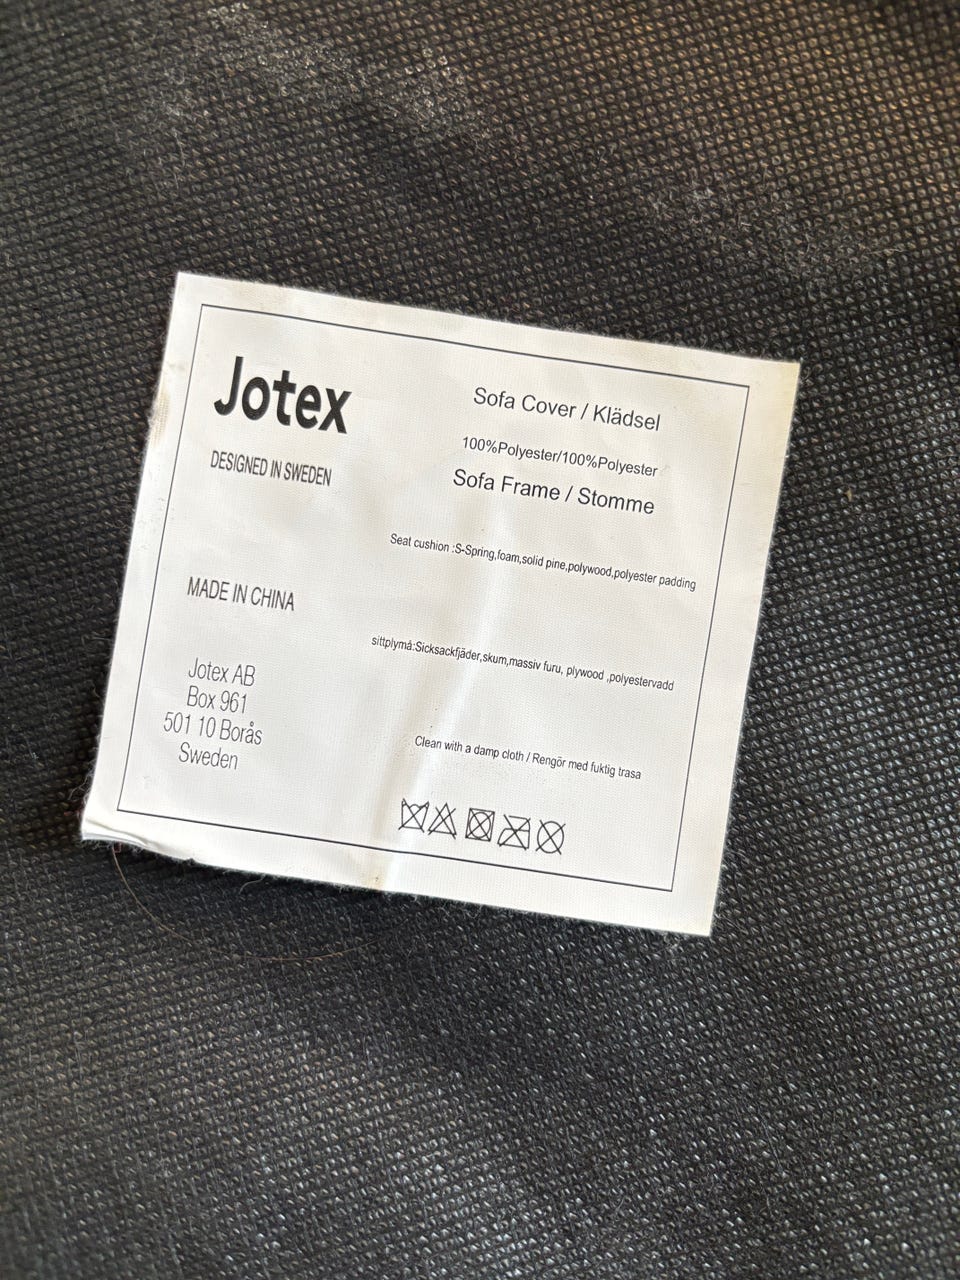 Jotex
DESIGNED IN SWEDEN
MADE IN CHINA
Jotex AB
Box 961
501 10 Borås
Sweden
Sofa Cover / Klädsel
100%Polyester/100%Polyester
Sofa Frame / Stomme
Seat cushion :S-Spring,foam,solid pine,polywood,polyester padding
sittplymå:Sicksackfjäder,skum,massiv furu, plywood ,polyestervadd
Clean with a damp cloth / Rengör med fuktig trasa